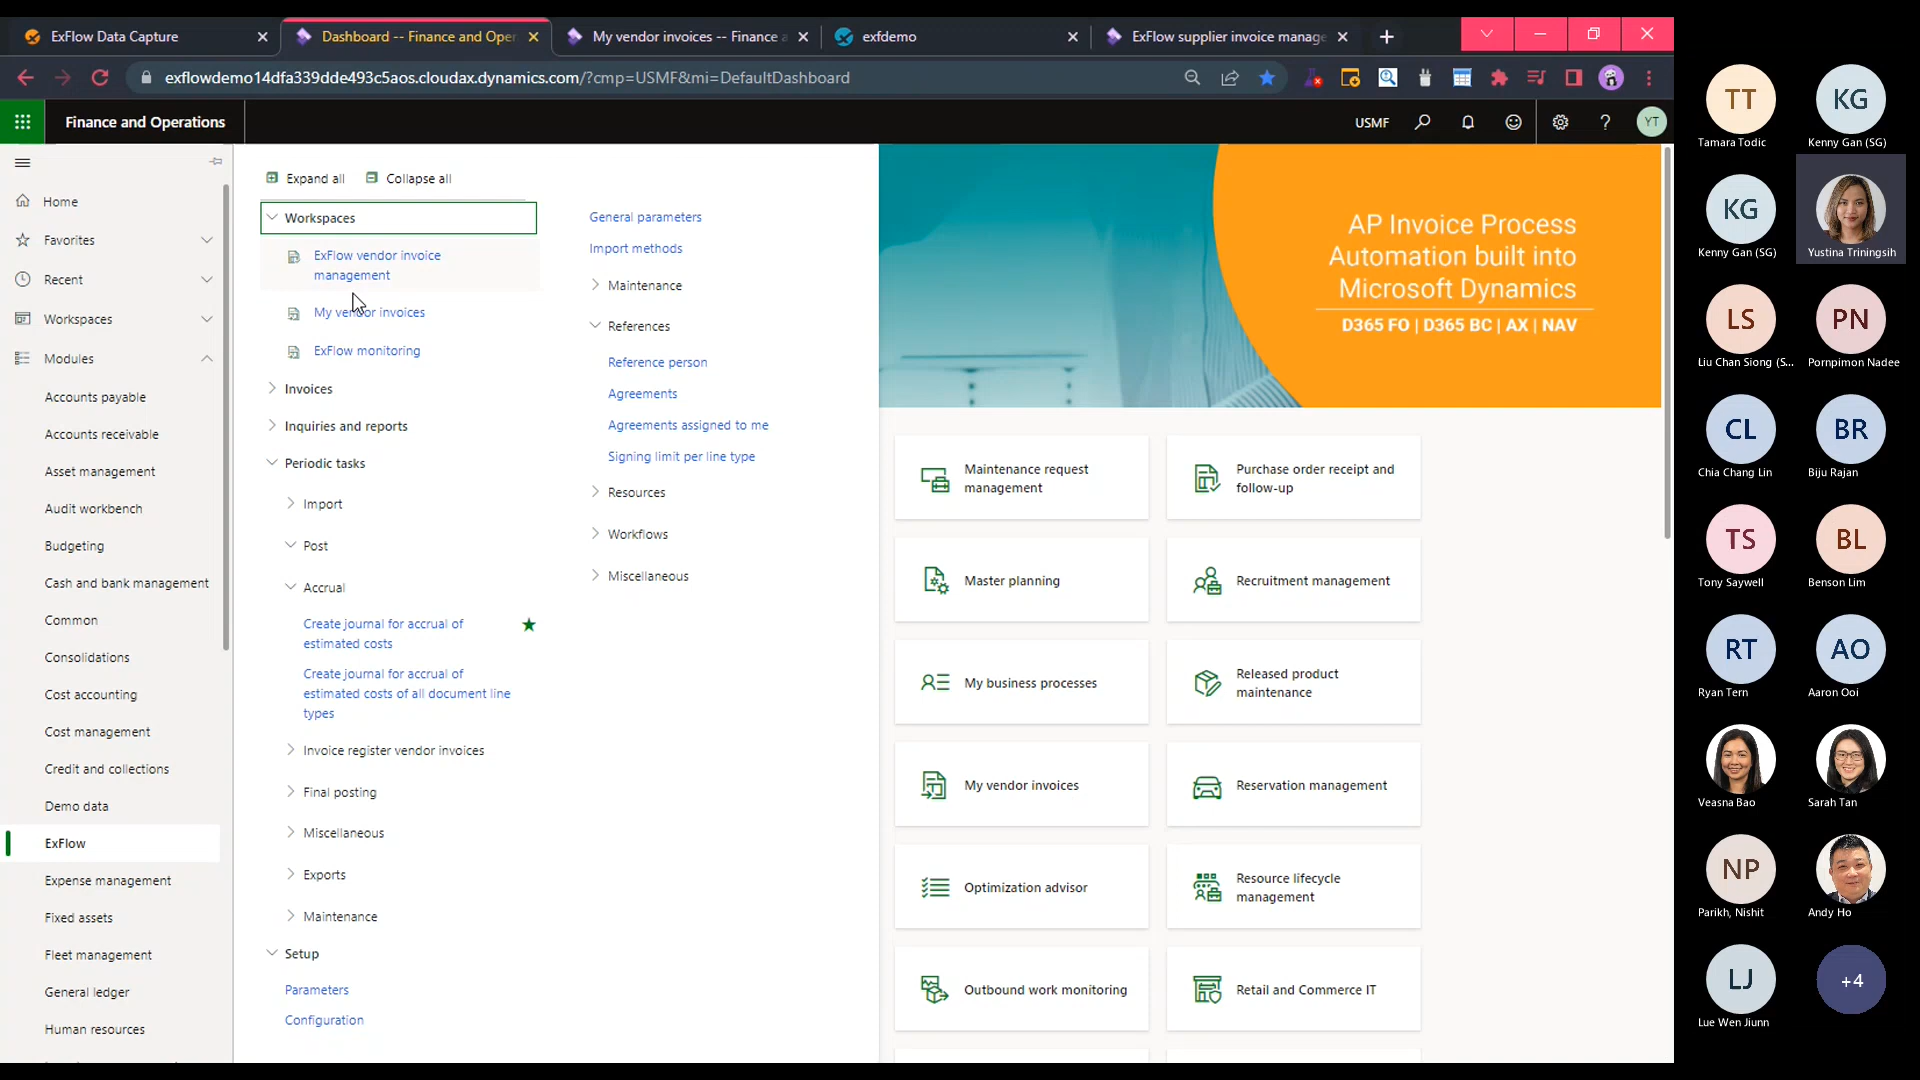 ExFlow Data Capture
Dashboard -- Finance and Oper
My vendor invoices -- Finance a
exfdemo
ExFlow supplier invoice manage
exflowdemo14dfa339dde493c5aos.cloudax.dynamics.com/?cmp=USMF&mi=DefaultDashboard
Finance and Operations
USMF
YT
Home
Favorites
Recent
Workspaces
Modules
Accounts payable
Accounts receivable
Asset management
Audit workbench
Budgeting
Cash and bank management
Common
Consolidations
Cost accounting
Cost management
Credit and collections
Demo data
ExFlow
Expense management
Fixed assets
Fleet management
General ledger
Human resources
Expand all
Collapse all
Workspaces
ExFlow vendor invoice
management
My vendor invoices
ExFlow monitoring
Invoices
Inquiries and reports
Periodic tasks
Import
Post
Accrual
Create journal for accrual of
estimated costs
Create journal for accrual of
estimated costs of all document line
types
Invoice register vendor invoices
Final posting
Miscellaneous
Exports
Maintenance
Setup
Parameters
Configuration
General parameters
Import methods
Maintenance
References
Reference person
Agreements
Agreements assigned to me
Signing limit per line type
Resources
Workflows
Miscellaneous
AP Invoice Process
Automation built into
Microsoft Dynamics
D365 FO | D365 BC | AX | NAV
Maintenance request
management
Purchase order receipt and
follow-up
Master planning
Recruitment management
My business processes
Released product
maintenance
My vendor invoices
Reservation management
Optimization advisor
Resource lifecycle
management
Outbound work monitoring
Retail and Commerce IT
TT
Tamara Todic
KG
Kenny Gan (SG)
KG
Kenny Gan (SG)
Yustina Triningsih
LS
Liu Chan Siong (S...
PN
Pornpimon Nadee
CL
Chia Chang Lin
BR
Biju Rajan
TS
Tony Saywell
BL
Benson Lim
RT
Ryan Tern
AO
Aaron Ooi
Veasna Bao
Sarah Tan
NP
Parikh, Nishit
Andy Ho
LJ
Lue Wen Jiunn
+4